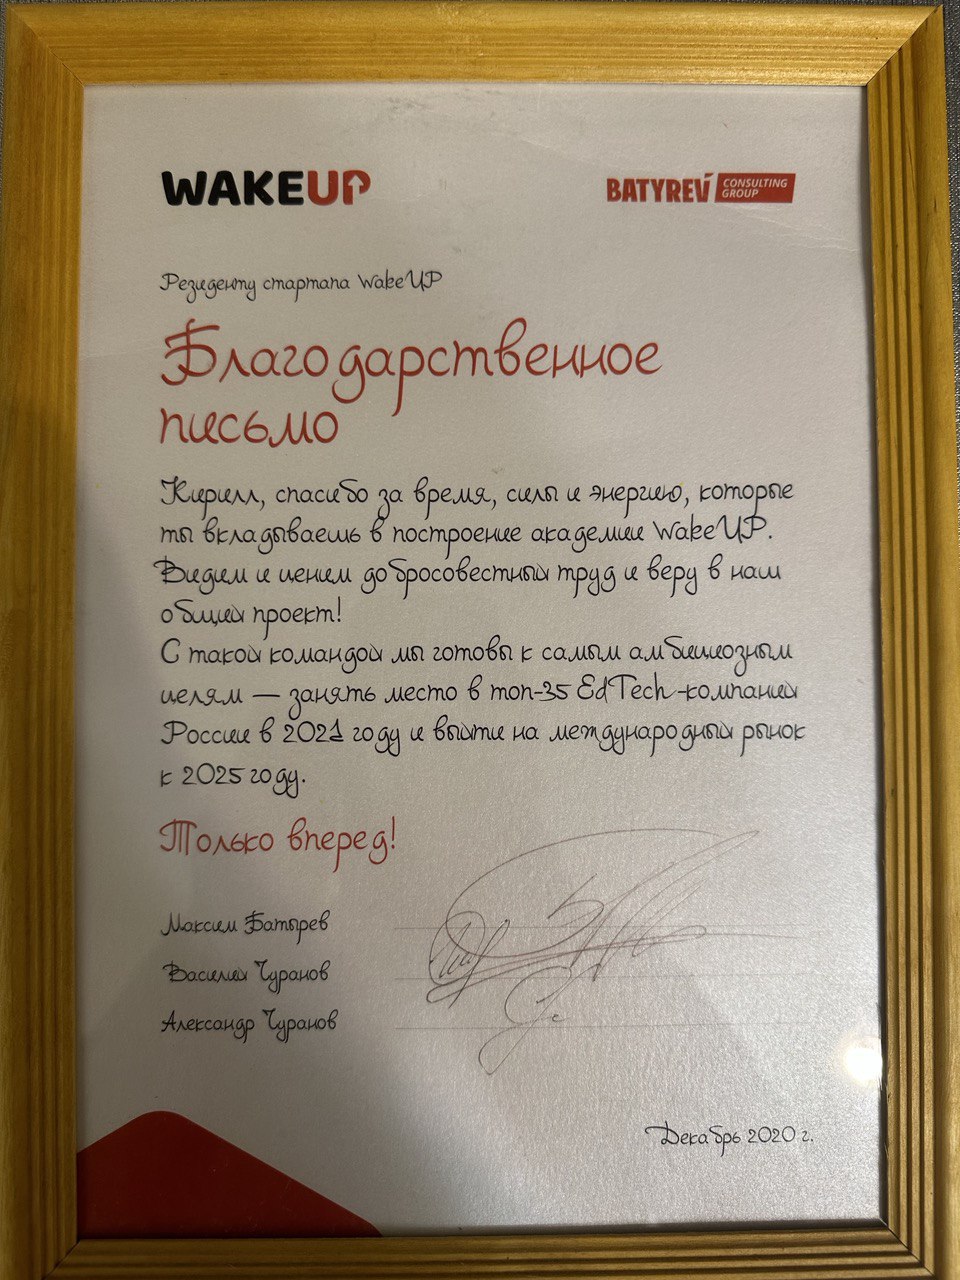 WAKEUP
BATYREV CONSULTING GROUP
Резиденту стартапа WakeUP
Благодарственное
письмо
Кирилл, спасибо за время, силы и энергию, которые
ты вкладываешь в построение академии WakeUP.
Видим и ценим добросовестный труд и веру в наш
общий проект!
С такой командой мы готовы к самым амбициозным
целям — занять место в топ-35 EdTech-компаний
России в 2021 году и выйти на международный рынок
к 2025 году.
Только вперед!
Максим Батырев
Василий Чуранов
Александр Чуранов
Декабрь 2020 г.